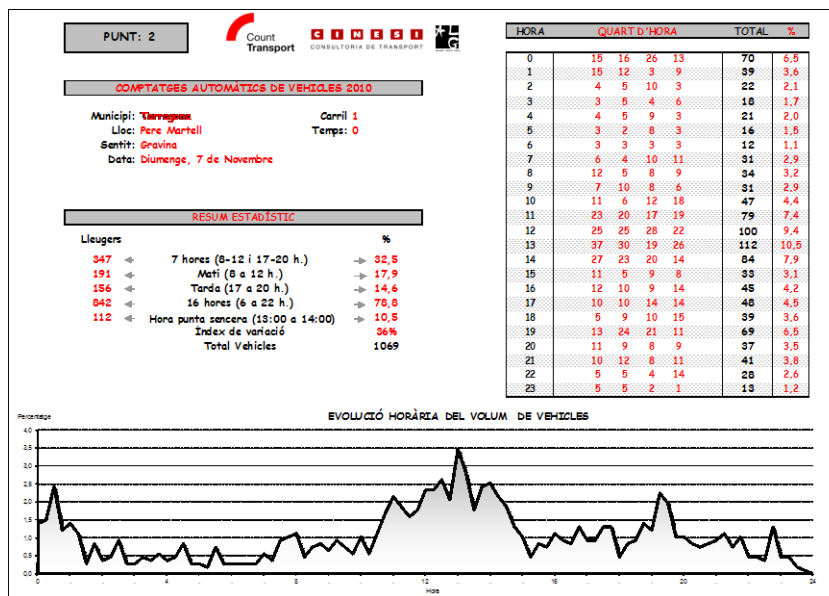 PUNT: 2
Count
Transport
CINESI
CONSULTORIA DE TRANSPORT
COMPTATGES AUTOMÀTICS DE VEHICLES 2010
Municipi:
Carril 1
Lloc: Pere Martell
Temps: 0
Sentit: Gravina
Data: Diumenge, 7 de Novembre
RESUM ESTADÍSTIC
Lleugers %
347 7 hores (8-12 i 17-20 h.) 32,5
191 Matí (8 a 12 h.) 17,9
156 Tarda (17 a 20 h.) 14,6
842 16 hores (6 a 22 h.) 78,8
112 Hora punta sencera (13:00 a 14:00) 10,5
Índex de variació 36%
Total Vehicles 1069
HORA QUART D'HORA TOTAL %
0 15 16 26 13 70 6,5
1 15 12 3 9 39 3,6
2 4 5 10 3 22 2,1
3 3 5 4 6 18 1,7
4 4 5 9 3 21 2,0
5 3 2 8 3 16 1,5
6 3 3 3 3 12 1,1
7 6 4 10 11 31 2,9
8 12 5 8 9 34 3,2
9 7 10 8 6 31 2,9
10 11 6 12 18 47 4,4
11 23 20 17 19 79 7,4
12 25 25 28 22 100 9,4
13 37 30 19 26 112 10,5
14 27 23 20 14 84 7,9
15 11 5 9 8 33 3,1
16 12 10 9 14 45 4,2
17 10 10 14 14 48 4,5
18 5 9 10 15 39 3,6
19 13 24 21 11 69 6,5
20 11 9 8 9 37 3,5
21 10 12 8 11 41 3,8
22 5 5 4 14 28 2,6
23 5 5 2 1 13 1,2
EVOLUCIÓ HORÀRIA DEL VOLUM DE VEHICLES
Percentatge
4,0
3,5
3,0
2,5
2,0
1,5
1,0
0,5
0,0
0 4 8 12 16 20 24
Hora